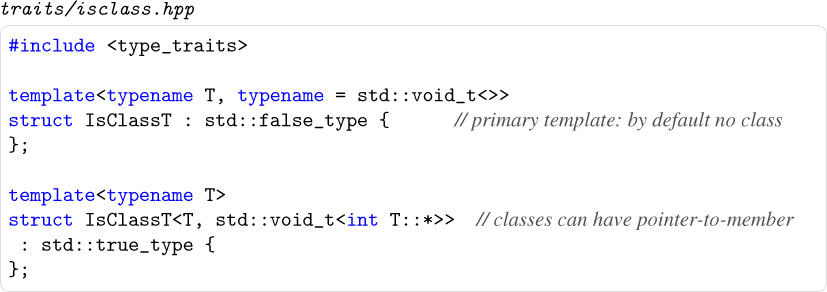 traits/isclass.hpp
#include <type_traits>
template<typename T, typename = std::void_t<>>
struct IsClassT : std::false_type {      // primary template: by default no class
};
template<typename T>
struct IsClassT<T, std::void_t<int T::*>>  // classes can have pointer-to-member
 : std::true_type {
};